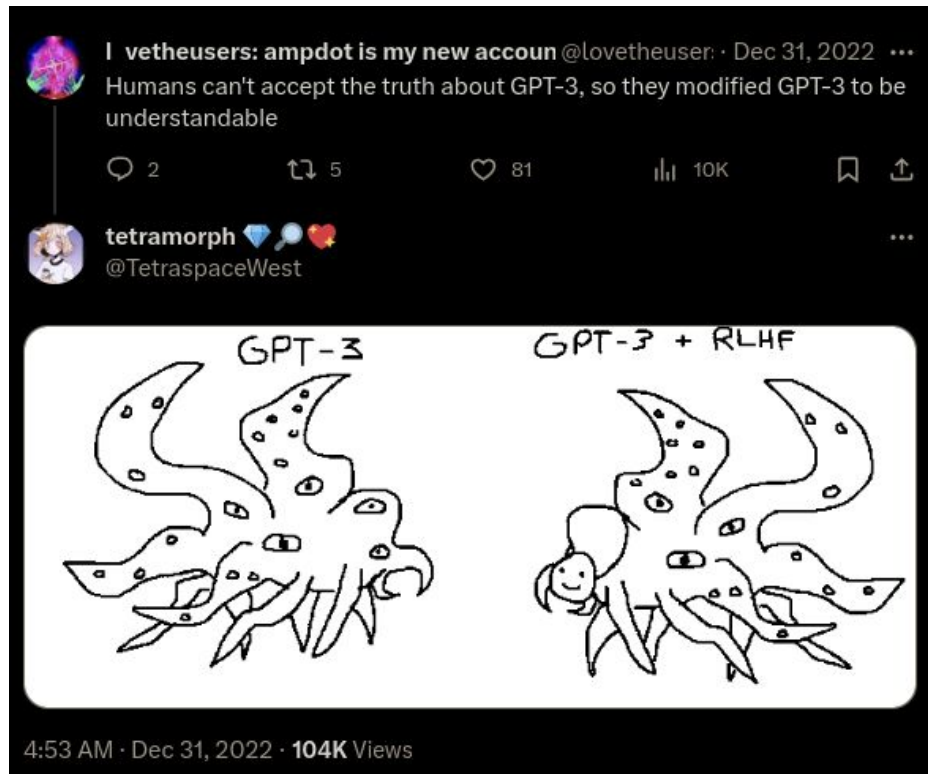 l vetheusers: ampdot is my new accoun @lovetheuser: · Dec 31, 2022 ···
Humans can't accept the truth about GPT-3, so they modified GPT-3 to be
understandable
2 5 81 10K
tetramorph 💎🔎💖 ···
@TetraspaceWest
GPT-3 GPT-3 + RLHF
4:53 AM · Dec 31, 2022 · 104K Views